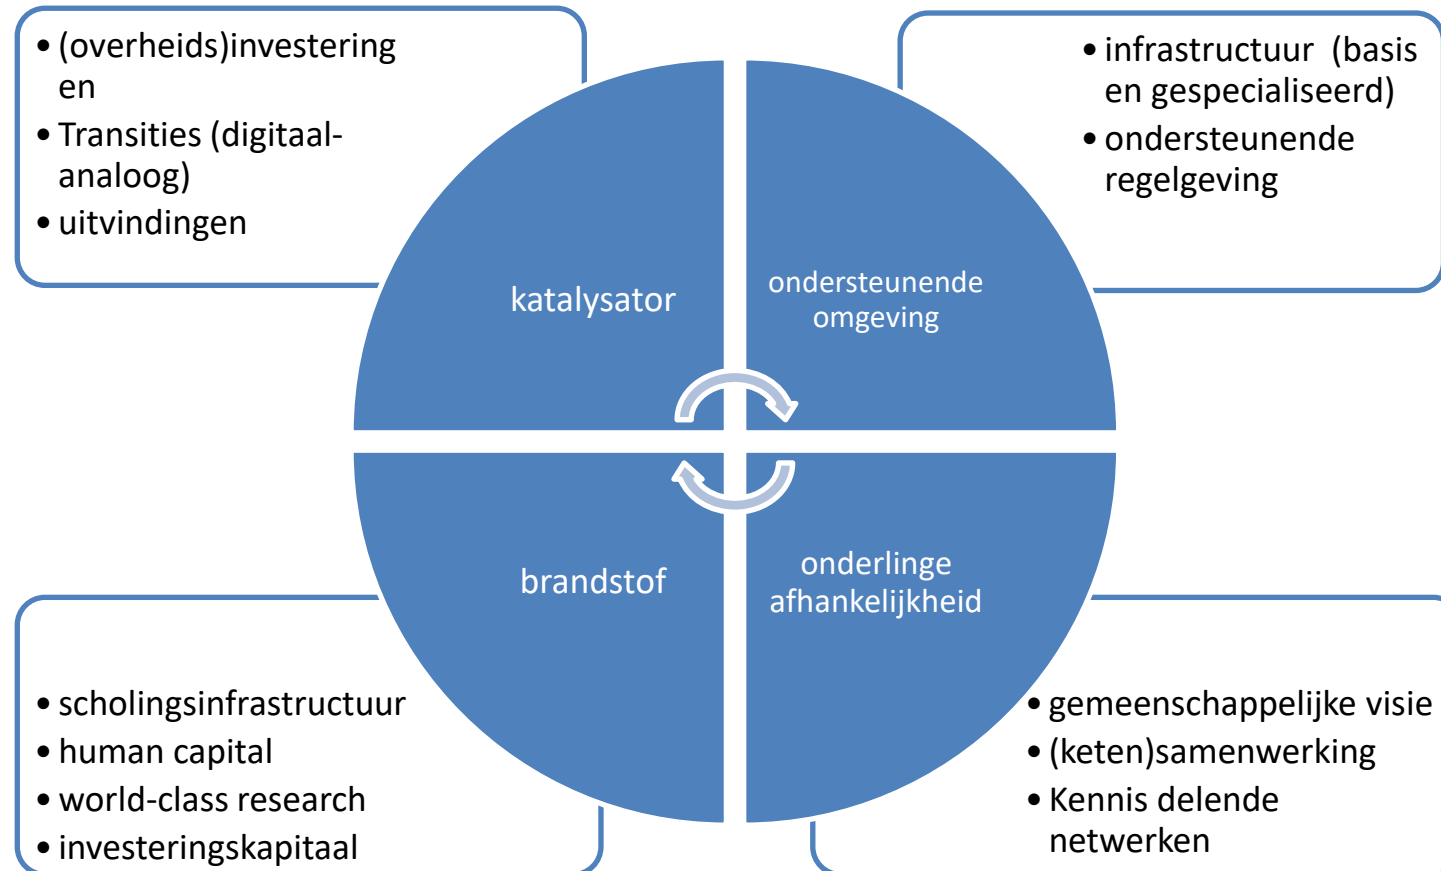 • (overheids)investering
en
• Transities (digitaal-
analoog)
• uitvindingen
• infrastructuur (basis
en gespecialiseerd)
• ondersteunende
regelgeving
katalysator
ondersteunende
omgeving
brandstof
onderlinge
afhankelijkheid
• scholingsinfrastructuur
• human capital
• world-class research
• investeringskapitaal
• gemeenschappelijke visie
• (keten)samenwerking
• Kennis delende
netwerken